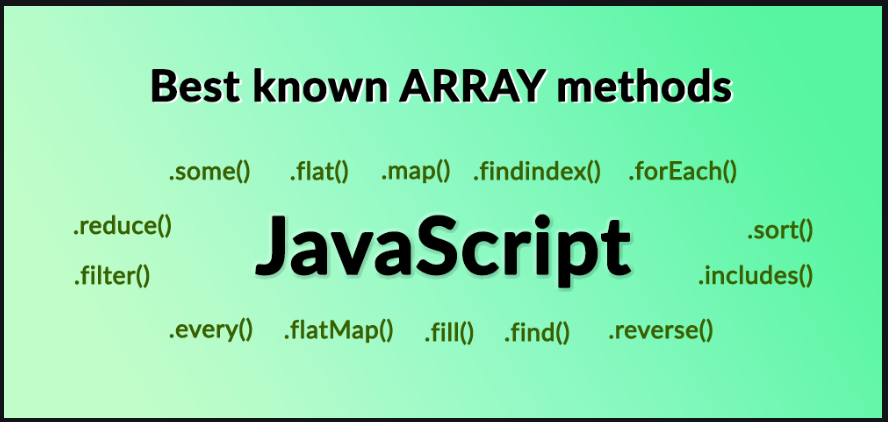 Best known ARRAY methods
.some() .flat() .map() .findindex() .forEach()
.reduce() JavaScript .sort()
.filter() .includes()
.every() .flatMap() .fill() .find() .reverse()